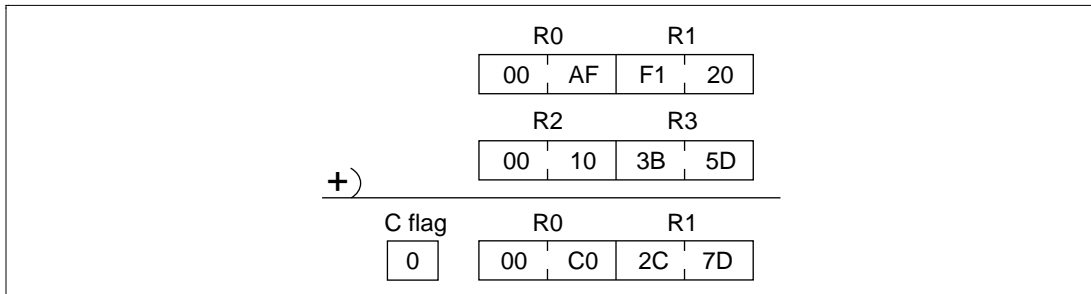 R0 R1
00 AF F1 20
R2 R3
00 10 3B 5D
+)
C flag R0 R1
0 00 C0 2C 7D